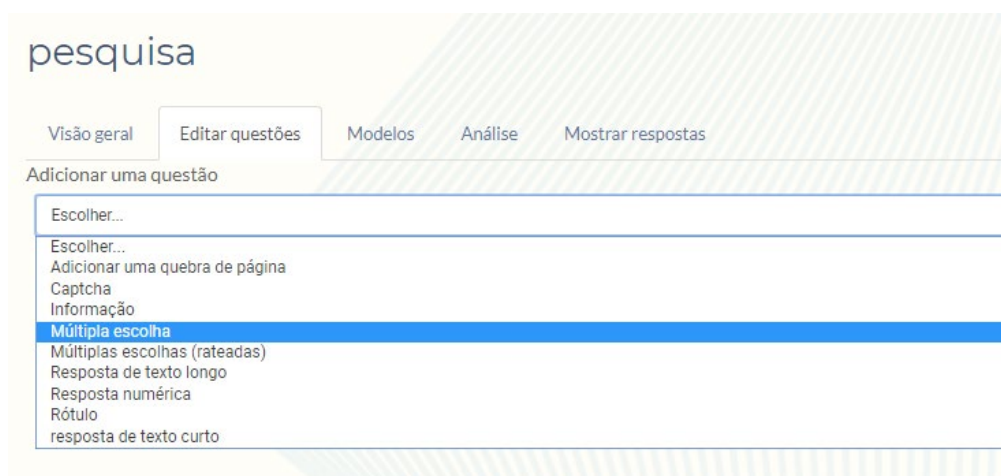 pesquisa
Visão geral Editar questões Modelos Análise Mostrar respostas
Adicionar uma questão
Escolher...
Escolher...
Adicionar uma quebra de página
Captcha
Informação
Múltipla escolha
Múltiplas escolhas (rateadas)
Resposta de texto longo
Resposta numérica
Rótulo
resposta de texto curto